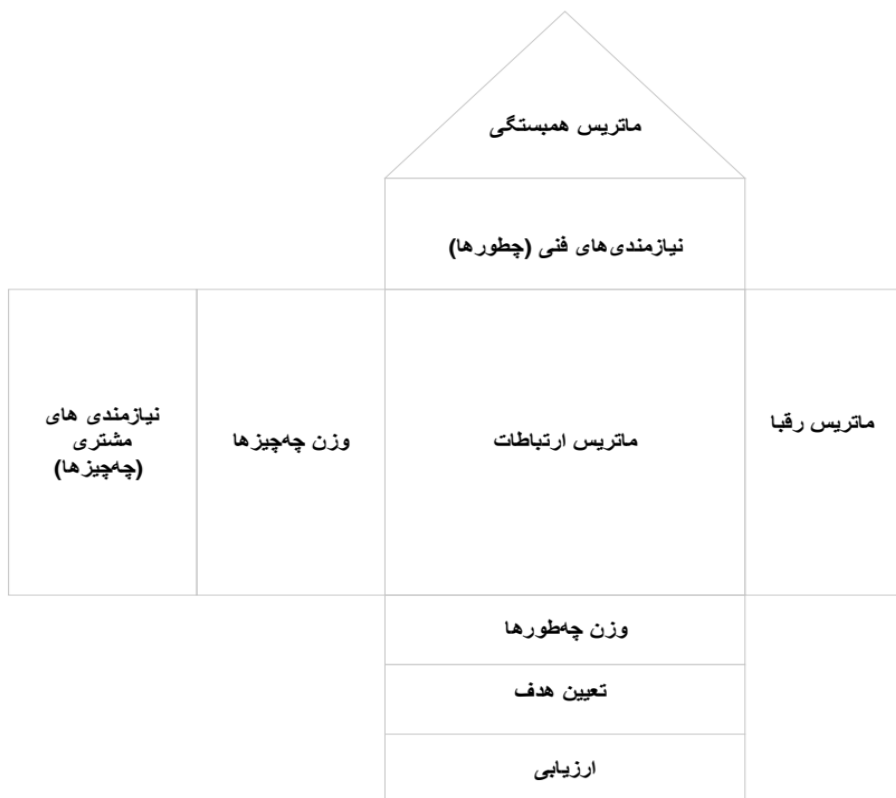 ماتریس همبستگی
نیازمندی‌های فنی (چطورها)
نیازمندی های
مشتری
(چه‌چیزها)
وزن چه‌چیزها
ماتریس ارتباطات
ماتریس رقبا
وزن چه‌طورها
تعیین هدف
ارزیابی